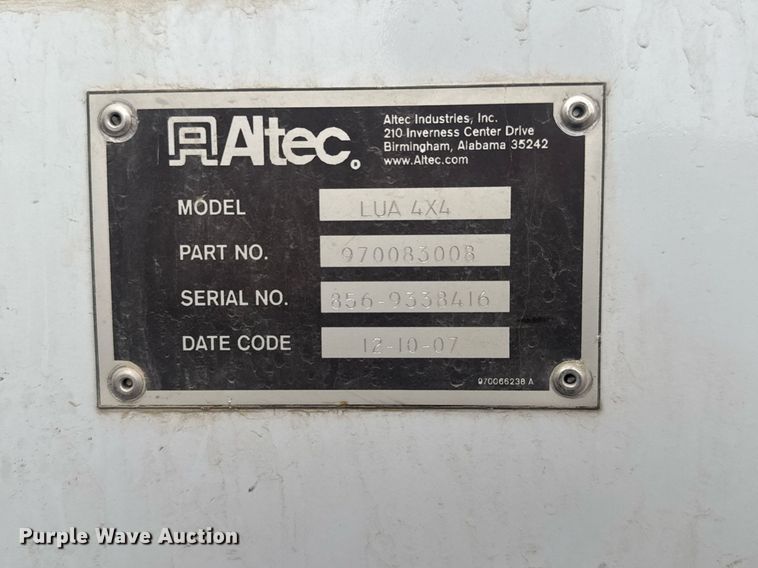 Altec.
Altec Industries, Inc.
210 Inverness Center Drive
Birmingham, Alabama 35242
www.Altec.com
MODEL LUA 4X4
PART NO. 970083008
SERIAL NO. 856-9338416
DATE CODE 12-10-07
970066238 A
Purple Wave Auction